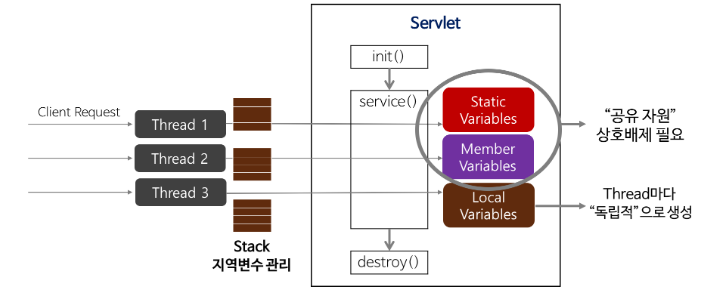 Servlet
init()
Client Request
service()
Thread 1
Static
Variables
"공유 자원"
상호배제 필요
Thread 2
Member
Variables
Thread 3
Local
Variables
Thread마다
"독립적"으로 생성
Stack
지역변수 관리
destroy()